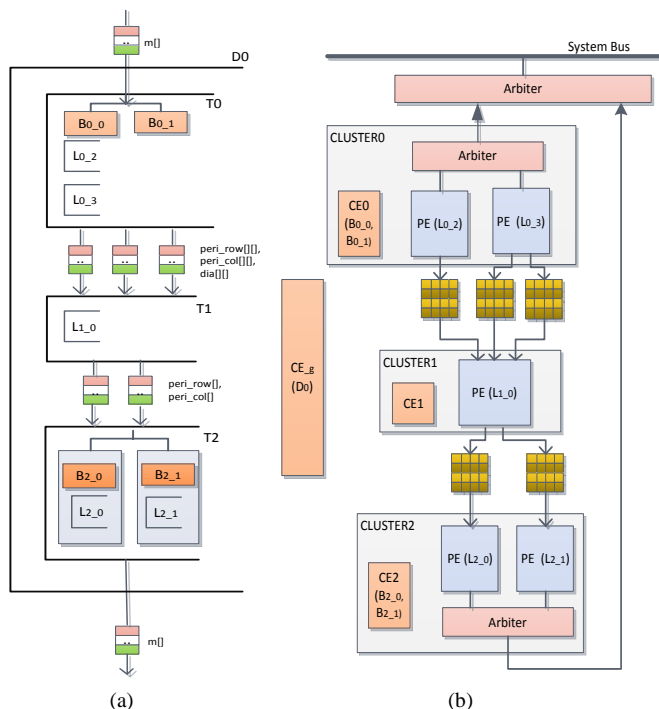 m[]
D0
T0
B0_0
B0_1
L0_2
L0_3
peri_row[][],
peri_col[][],
dia[][]
T1
L1_0
peri_row[],
peri_col[]
T2
B2_0
B2_1
L2_0
L2_1
m[]
(a)
System Bus
Arbiter
CLUSTER0
Arbiter
CE0
(B0_0,
B0_1)
PE (L0_2)
PE (L0_3)
CE_g
(D0)
CLUSTER1
CE1
PE (L1_0)
CLUSTER2
CE2
(B2_0,
B2_1)
PE (L2_0)
PE (L2_1)
Arbiter
(b)